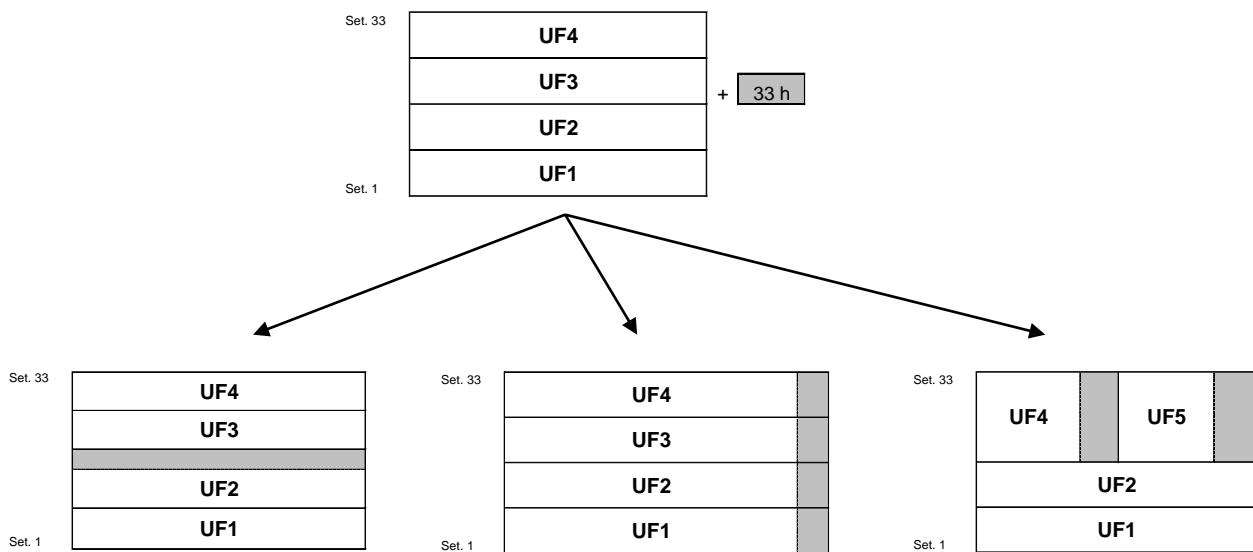 Set. 33
UF4
UF3
+ 33 h
UF2
UF1
Set. 1
Set. 33
UF4
UF3
UF2
UF1
Set. 1
Set. 33
UF4
UF3
UF2
UF1
Set. 1
Set. 33
UF4 UF5
UF2
UF1
Set. 1